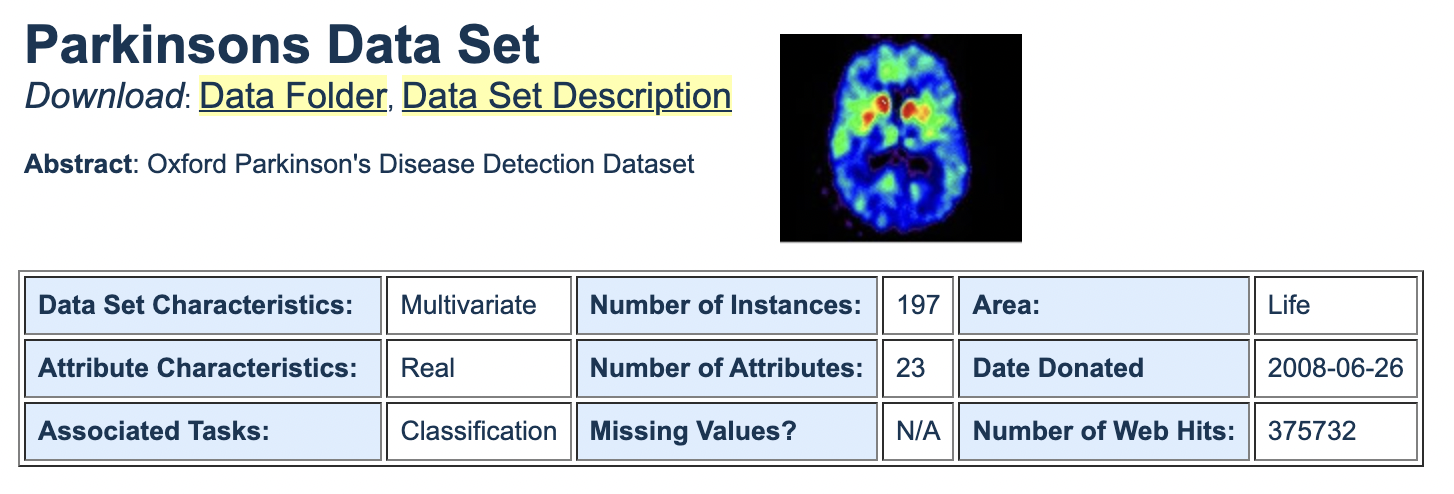 Parkinsons Data Set
Download: Data Folder, Data Set Description
Abstract: Oxford Parkinson's Disease Detection Dataset
Data Set Characteristics: Multivariate Number of Instances: 197 Area: Life
Attribute Characteristics: Real Number of Attributes: 23 Date Donated 2008-06-26
Associated Tasks: Classification Missing Values? N/A Number of Web Hits: 375732